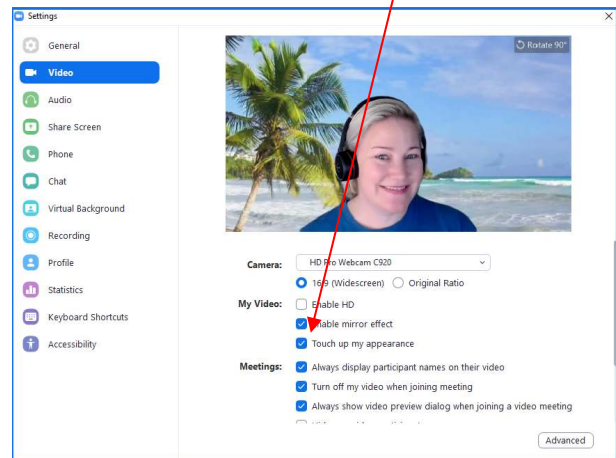 Settings
General
Video
Audio
Share Screen
Phone
Chat
Virtual Background
Recording
Profile
Statistics
Keyboard Shortcuts
Accessibility
Rotate 90°
Camera: HD Pro Webcam C920
16:9 (Widescreen) Original Ratio
My Video: Enable HD
Enable mirror effect
Touch up my appearance
Meetings: Always display participant names on their video
Turn off my video when joining meeting
Always show video preview dialog when joining a video meeting
Advanced